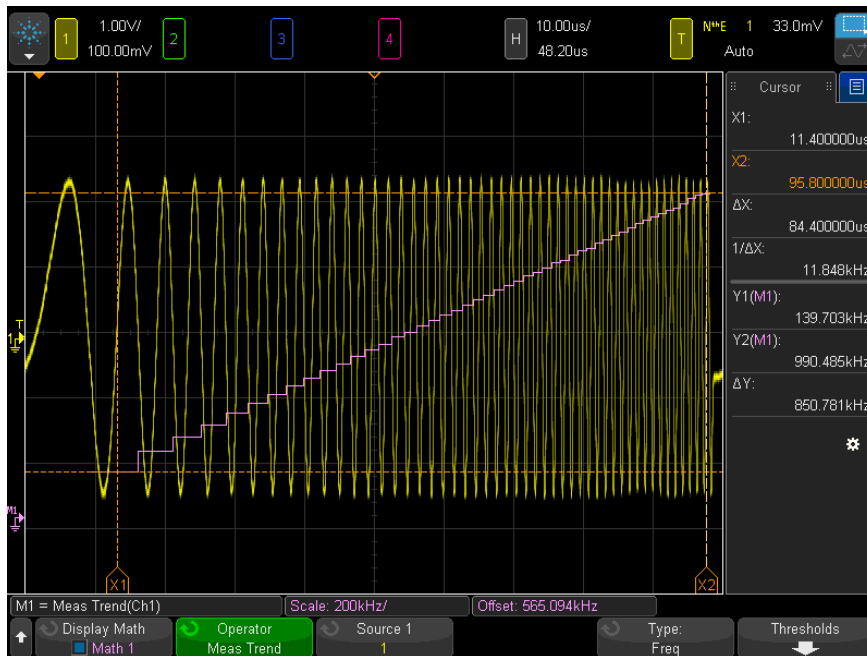 1.00V/ 10.00us/ NthE 1 33.0mV
1 2 3 4 H T
100.00mV 48.20us Auto
Cursor
X1:
11.400000us
X2:
95.800000us
ΔX:
84.400000us
1/ΔX:
11.848kHz
Y1(M1):
139.703kHz
Y2(M1):
990.485kHz
ΔY:
850.781kHz
T
1
M1
X1 X2
M1 = Meas Trend(Ch1) Scale: 200kHz/ Offset: 565.094kHz
Display Math Operator Source 1 Type: Thresholds
Math 1 Meas Trend 1 Freq